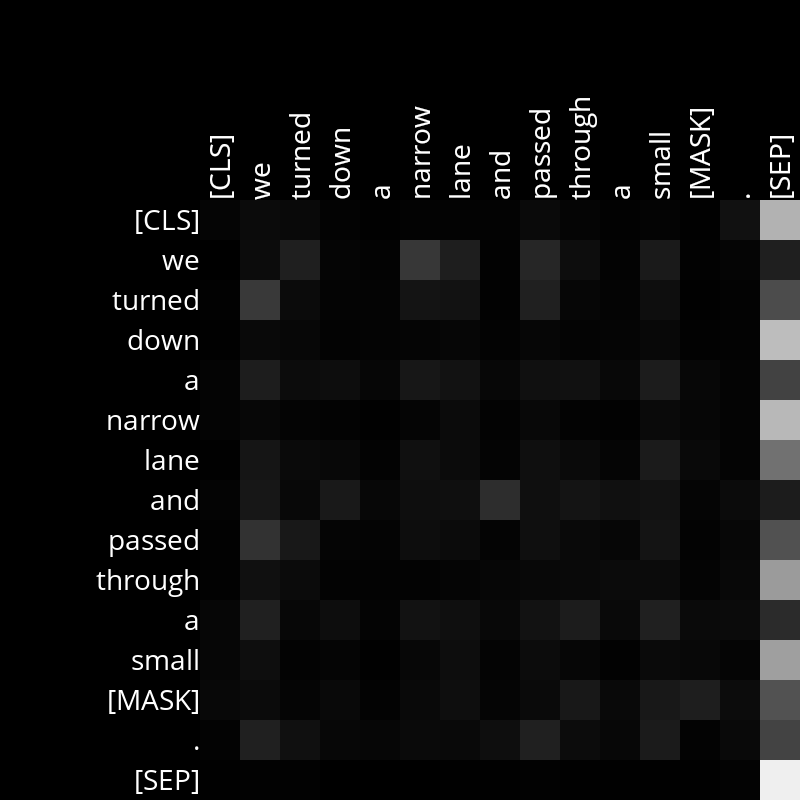 [CLS] we turned down a narrow lane and passed through a small [MASK] . [SEP]
[CLS]
we
turned
down
a
narrow
lane
and
passed
through
a
small
[MASK]
.
[SEP]